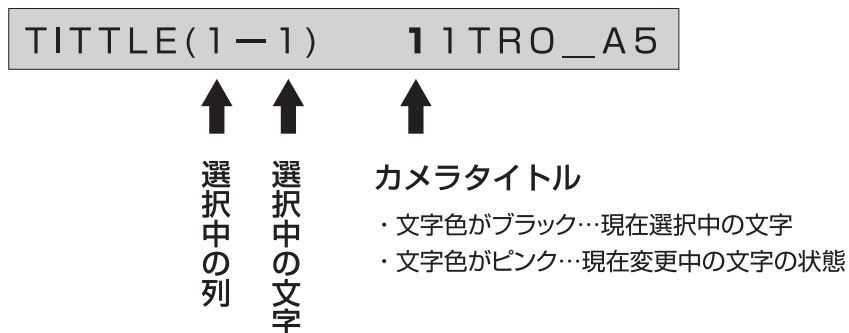 TITTLE(1－1) 11TRO_A5
選択中の列
選択中の文字
カメラタイトル
・文字色がブラック…現在選択中の文字
・文字色がピンク…現在変更中の文字の状態